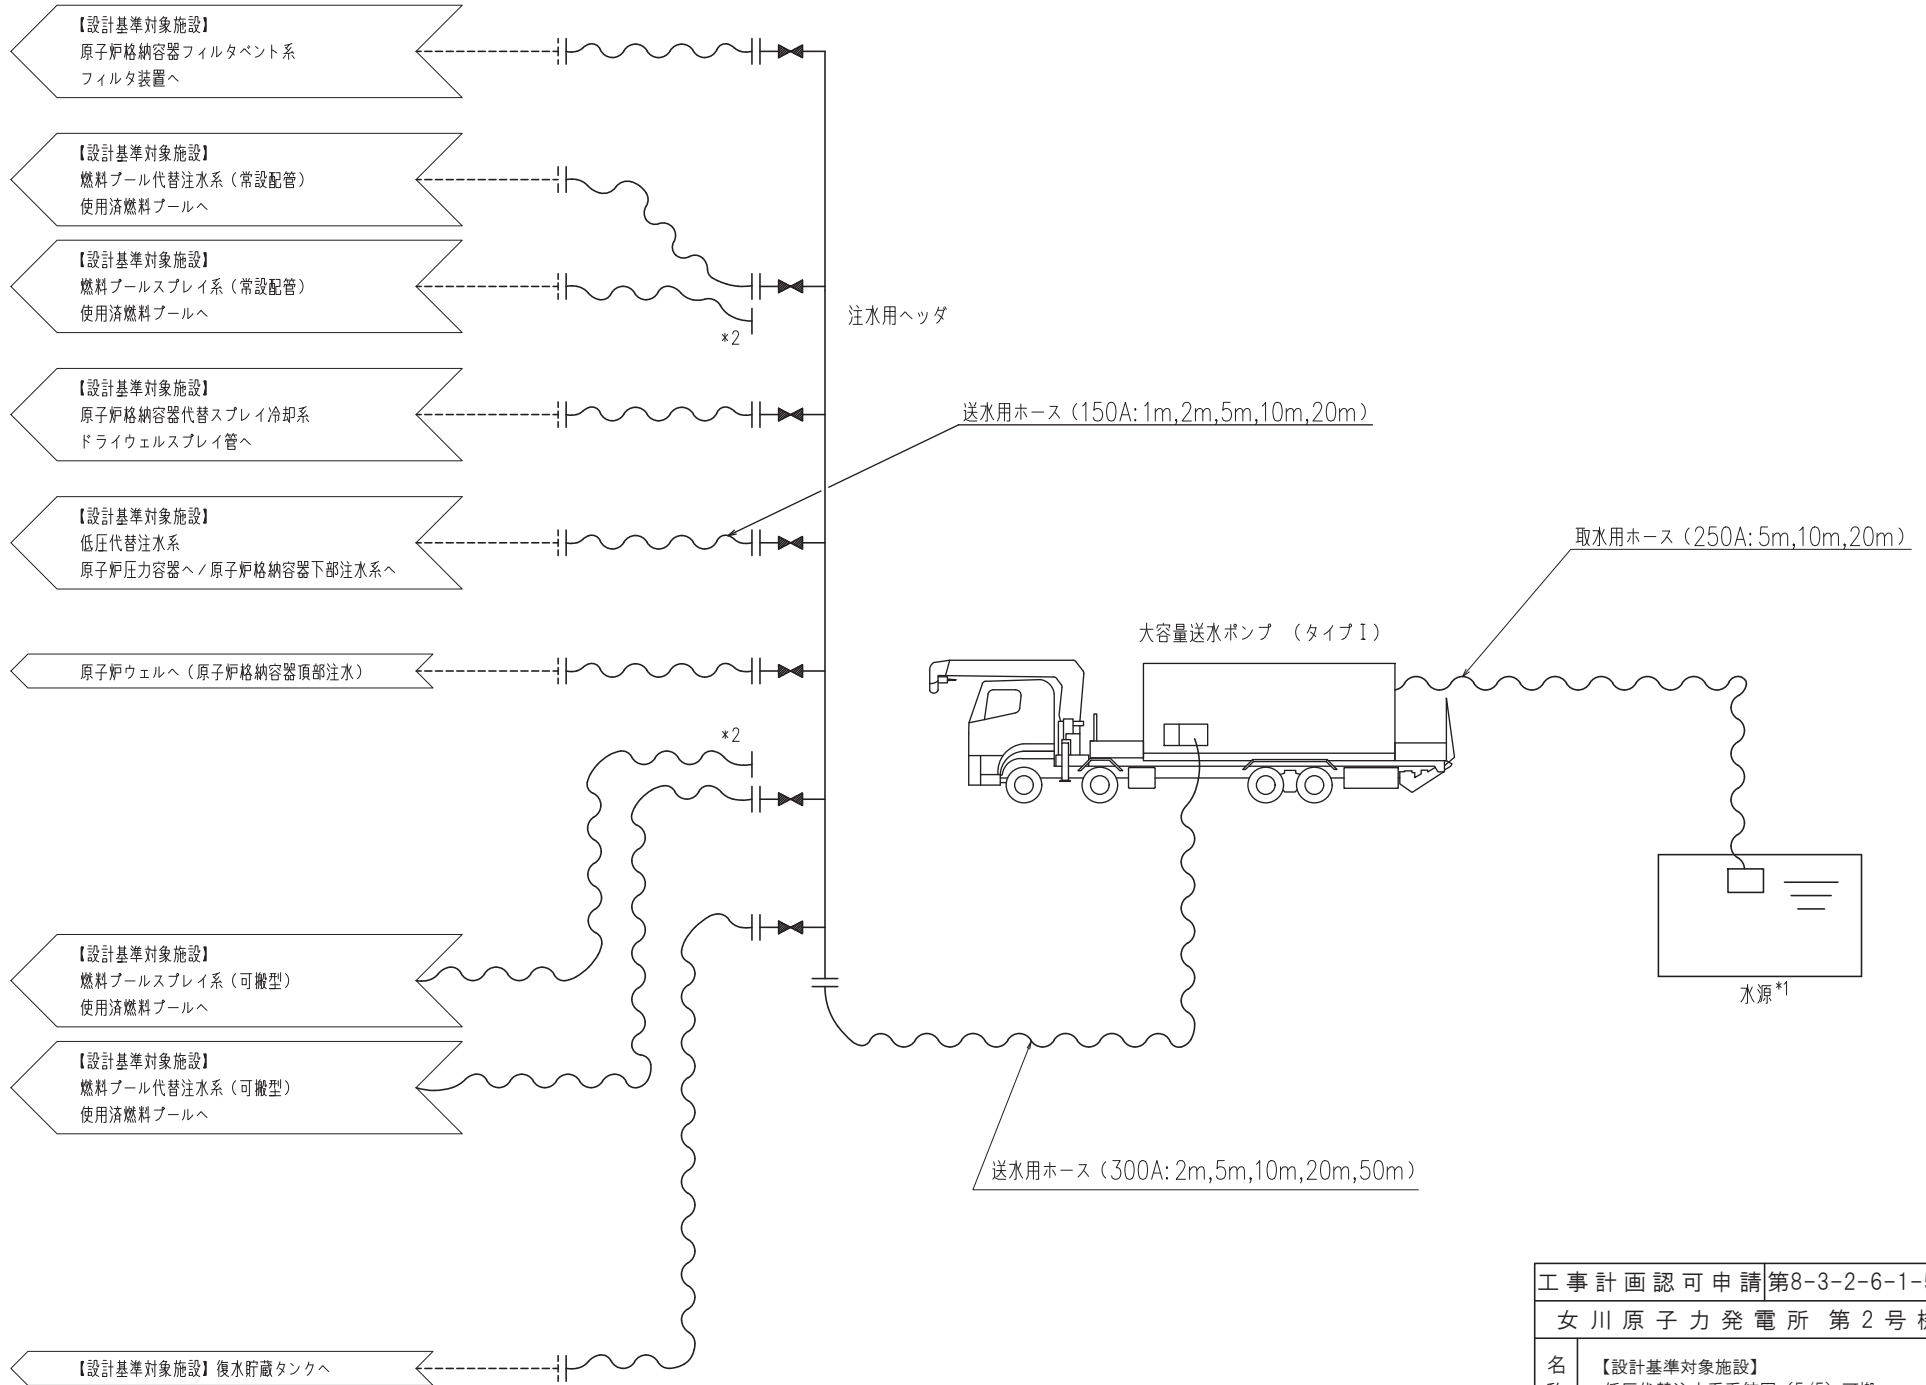 【設計基準対象施設】
原子炉格納容器フィルタベント系
フィルタ装置へ
【設計基準対象施設】
燃料プール代替注水系（常設配管）
使用済燃料プールへ
【設計基準対象施設】
燃料プールスプレイ系（常設配管）
使用済燃料プールへ
*2
注水用ヘッダ
【設計基準対象施設】
原子炉格納容器代替スプレイ冷却系
ドライウェルスプレイ管へ
送水用ホース（150A:1m,2m,5m,10m,20m）
【設計基準対象施設】
低圧代替注水系
原子炉圧力容器へ／原子炉格納容器下部注水系へ
取水用ホース（250A:5m,10m,20m）
大容量送水ポンプ （タイプⅠ）
原子炉ウェルへ（原子炉格納容器頂部注水）
*2
【設計基準対象施設】
燃料プールスプレイ系（可搬型）
使用済燃料プールへ
水源*1
【設計基準対象施設】
燃料プール代替注水系（可搬型）
使用済燃料プールへ
送水用ホース（300A:2m,5m,10m,20m,50m）
【設計基準対象施設】復水貯蔵タンクへ
工事計画認可申請 第8-3-2-6-1-5
女川原子力発電所 第2号
名
【設計基準対象施設】